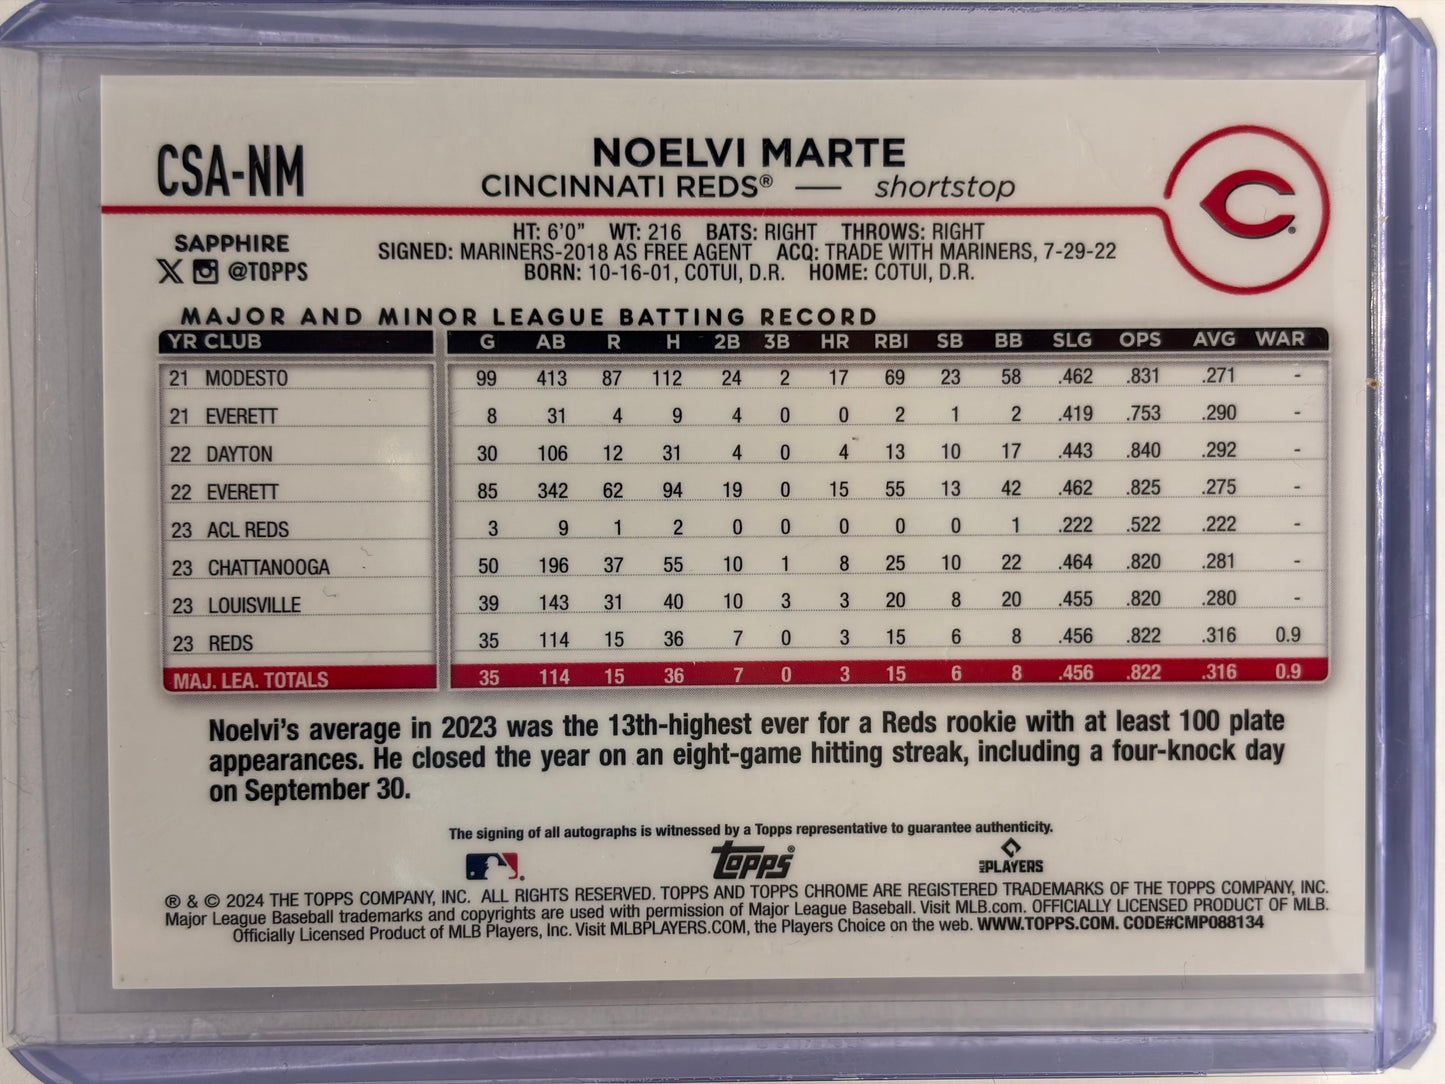 CSA-NM
NOELVI MARTE
CINCINNATI REDS® — shortstop
SAPPHIRE
@TOPPS
HT: 6'0" WT: 216 BATS: RIGHT THROWS: RIGHT
SIGNED: MARINERS-2018 AS FREE AGENT ACQ: TRADE WITH MARINERS, 7-29-22
BORN: 10-16-01, COTUI, D.R. HOME: COTUI, D.R.
MAJOR AND MINOR LEAGUE BATTING RECORD
YR CLUB G AB R H 2B 3B HR RBI SB BB SLG OPS AVG WAR
21 MODESTO 99 413 87 112 24 2 17 69 23 58 .462 .831 .271 -
21 EVERETT 8 31 4 9 4 0 0 2 1 2 .419 .753 .290 -
22 DAYTON 30 106 12 31 4 0 4 13 10 17 .443 .840 .292 -
22 EVERETT 85 342 62 94 19 0 15 55 13 42 .462 .825 .275 -
23 ACL REDS 3 9 1 2 0 0 0 0 0 1 .222 .522 .222 -
23 CHATTANOOGA 50 196 37 55 10 1 8 25 10 22 .464 .820 .281 -
23 LOUISVILLE 39 143 31 40 10 3 3 20 8 20 .455 .820 .280 -
23 REDS 35 114 15 36 7 0 3 15 6 8 .456 .822 .316 0.9
MAJ. LEA. TOTALS 35 114 15 36 7 0 3 15 6 8 .456 .822 .316 0.9
Noelvi's average in 2023 was the 13th-highest ever for a Reds rookie with at least 100 plate
appearances. He closed the year on an eight-game hitting streak, including a four-knock day
on September 30.
The signing of all autographs is witnessed by a Topps representative to guarantee authenticity.
Topps®
MLB PLAYERS
® & © 2024 THE TOPPS COMPANY, INC. ALL RIGHTS RESERVED. TOPPS AND TOPPS CHROME ARE REGISTERED TRADEMARKS OF THE TOPPS COMPANY, INC.
Major League Baseball trademarks and copyrights are used with permission of Major League Baseball. Visit MLB.com. OFFICIALLY LICENSED PRODUCT OF MLB.
Officially Licensed Product of MLB Players, Inc. Visit MLBPLAYERS.COM, the Players Choice on the web. WWW.TOPPS.COM. CODE#CMP088134